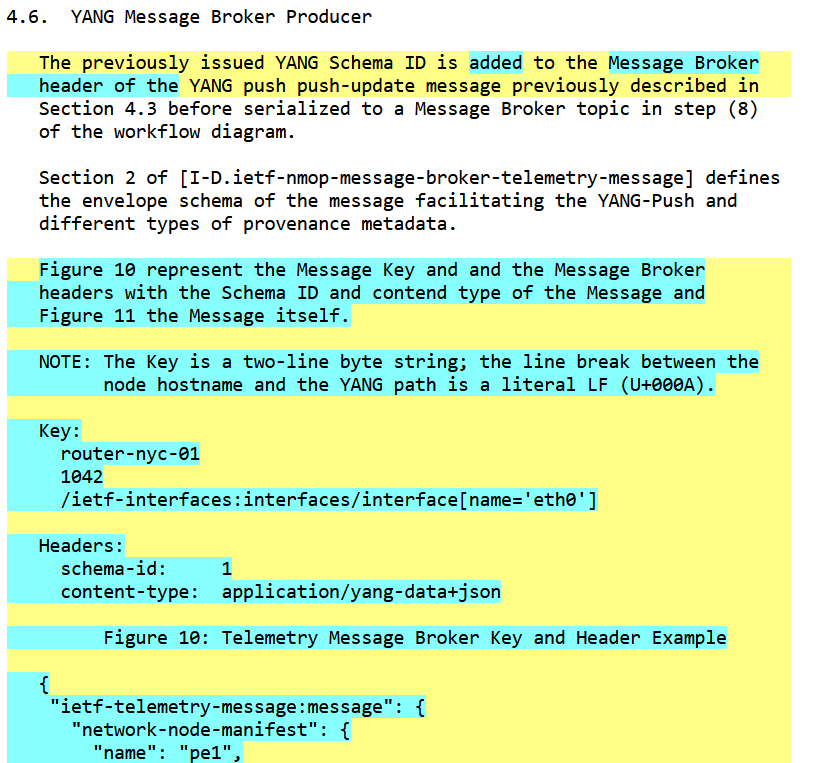 4.6.  YANG Message Broker Producer
The previously issued YANG Schema ID is added to the Message Broker
header of the YANG push push-update message previously described in
Section 4.3 before serialized to a Message Broker topic in step (8)
of the workflow diagram.
Section 2 of [I-D.ietf-nmop-message-broker-telemetry-message] defines
the envelope schema of the message facilitating the YANG-Push and
different types of provenance metadata.
Figure 10 represent the Message Key and and the Message Broker
headers with the Schema ID and contend type of the Message and
Figure 11 the Message itself.
NOTE: The Key is a two-line byte string; the line break between the
node hostname and the YANG path is a literal LF (U+000A).
Key:
router-nyc-01
1042
/ietf-interfaces:interfaces/interface[name='eth0']
Headers:
schema-id:     1
content-type:  application/yang-data+json
Figure 10: Telemetry Message Broker Key and Header Example
{
"ietf-telemetry-message:message": {
"network-node-manifest": {
"name": "pe1",